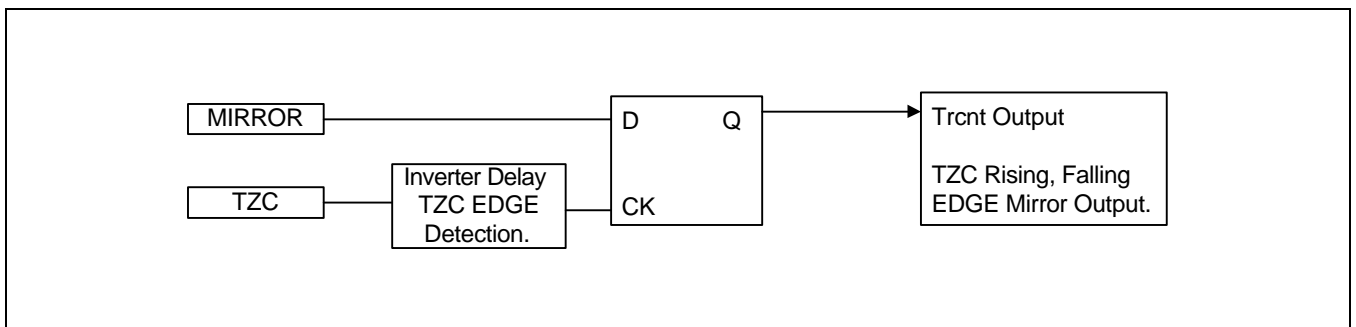 MIRROR
D Q
Trcnt Output
TZC
Inverter Delay
TZC EDGE
Detection.
CK
TZC Rising, Falling
EDGE Mirror Output.